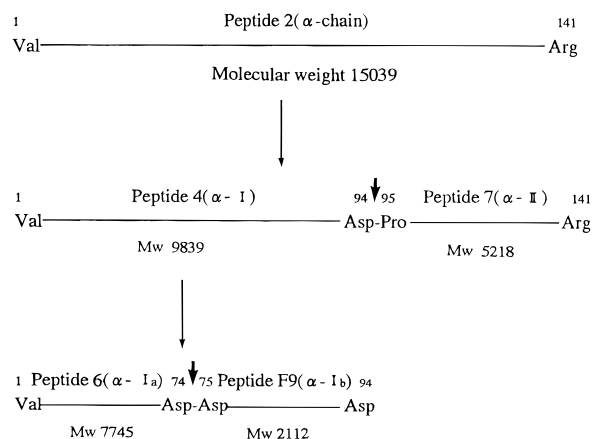 1 Peptide 2(α-chain) 141
Val Arg
Molecular weight 15039
1 Peptide 4(α- I) 94 95 Peptide 7(α- II) 141
Val Asp-Pro Arg
Mw 9839 Mw 5218
1 Peptide 6(α- Ia) 74 75 Peptide F9(α- Ib) 94
Val Asp-Asp Asp
Mw 7745 Mw 2112